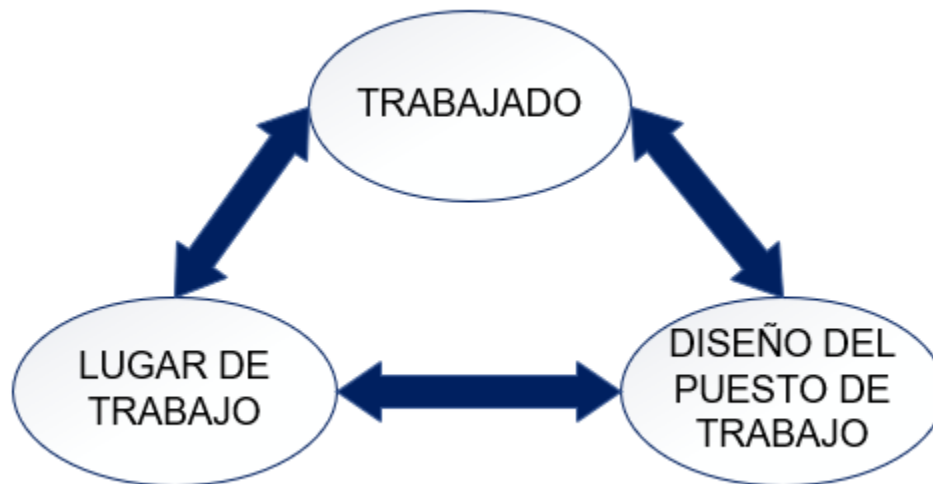 TRABAJADO
LUGAR DE
TRABAJO
DISEÑO DEL
PUESTO DE
TRABAJO